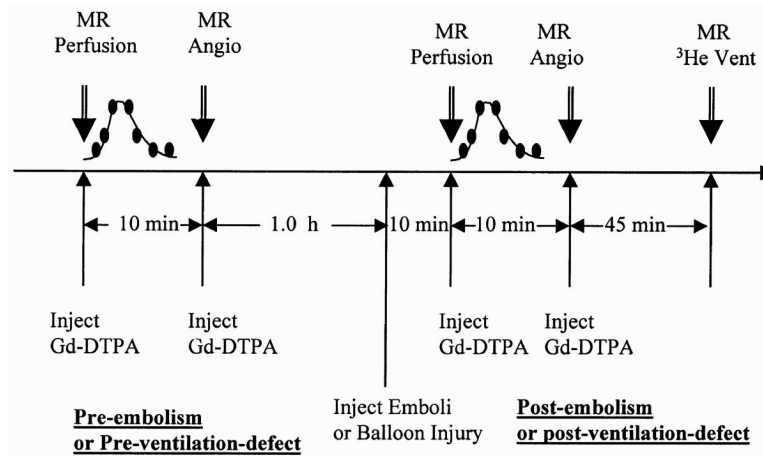 MR
Perfusion
MR
Angio
MR
Perfusion
MR
Angio
MR
³He Vent
10 min
1.0 h
10 min
10 min
45 min
Inject
Gd-DTPA
Inject
Gd-DTPA
Inject
Gd-DTPA
Inject
Gd-DTPA
Pre-embolism
or Pre-ventilation-defect
Inject Emboli
or Balloon Injury
Post-embolism
or post-ventilation-defect